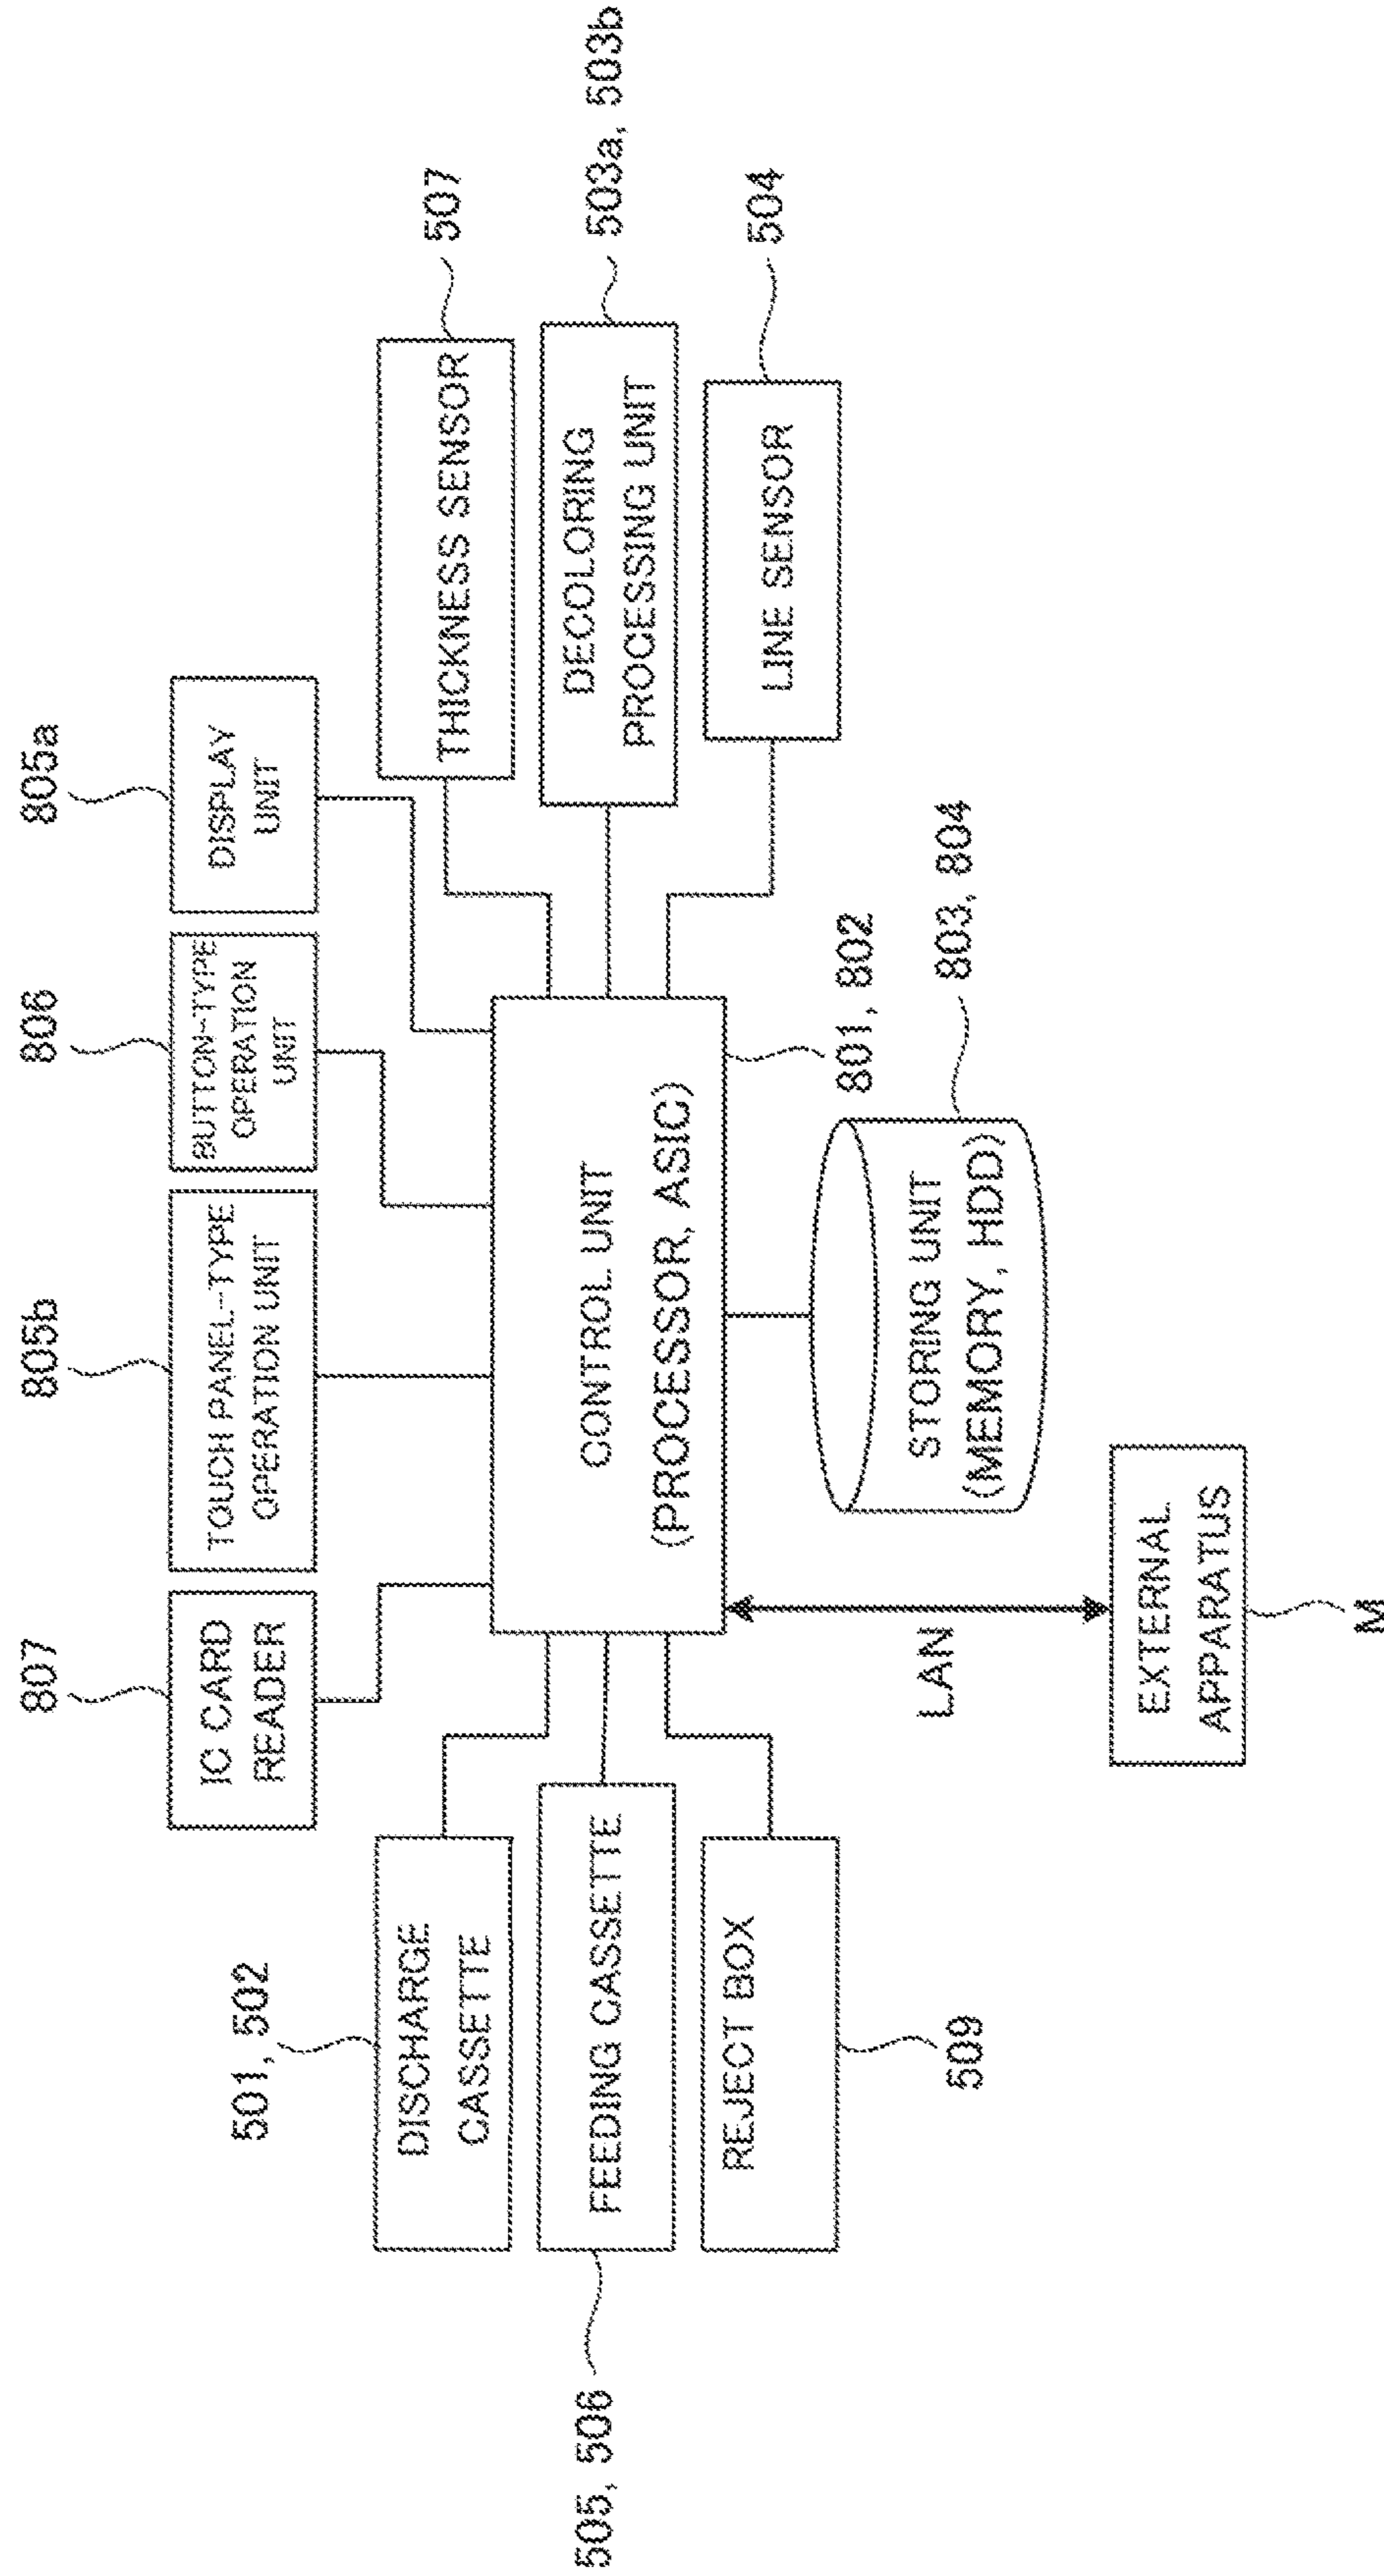 807
805b
806
805a
IC CARD
READER
TOUCH PANEL-TYPE
OPERATION UNIT
BUTTON-TYPE
OPERATION
UNIT
DISPLAY
UNIT
501, 502
507
DISCHARGE
CASSETTE
THICKNESS SENSOR
505, 506
FEEDING CASSETTE
CONTROL UNIT
(PROCESSOR, ASIC)
DECOLORING
PROCESSING UNIT
503a, 503b
REJECT BOX
LINE SENSOR
504
509
801, 802
LAN
STORING UNIT
(MEMORY, HDD)
803, 804
EXTERNAL
APPARATUS
M